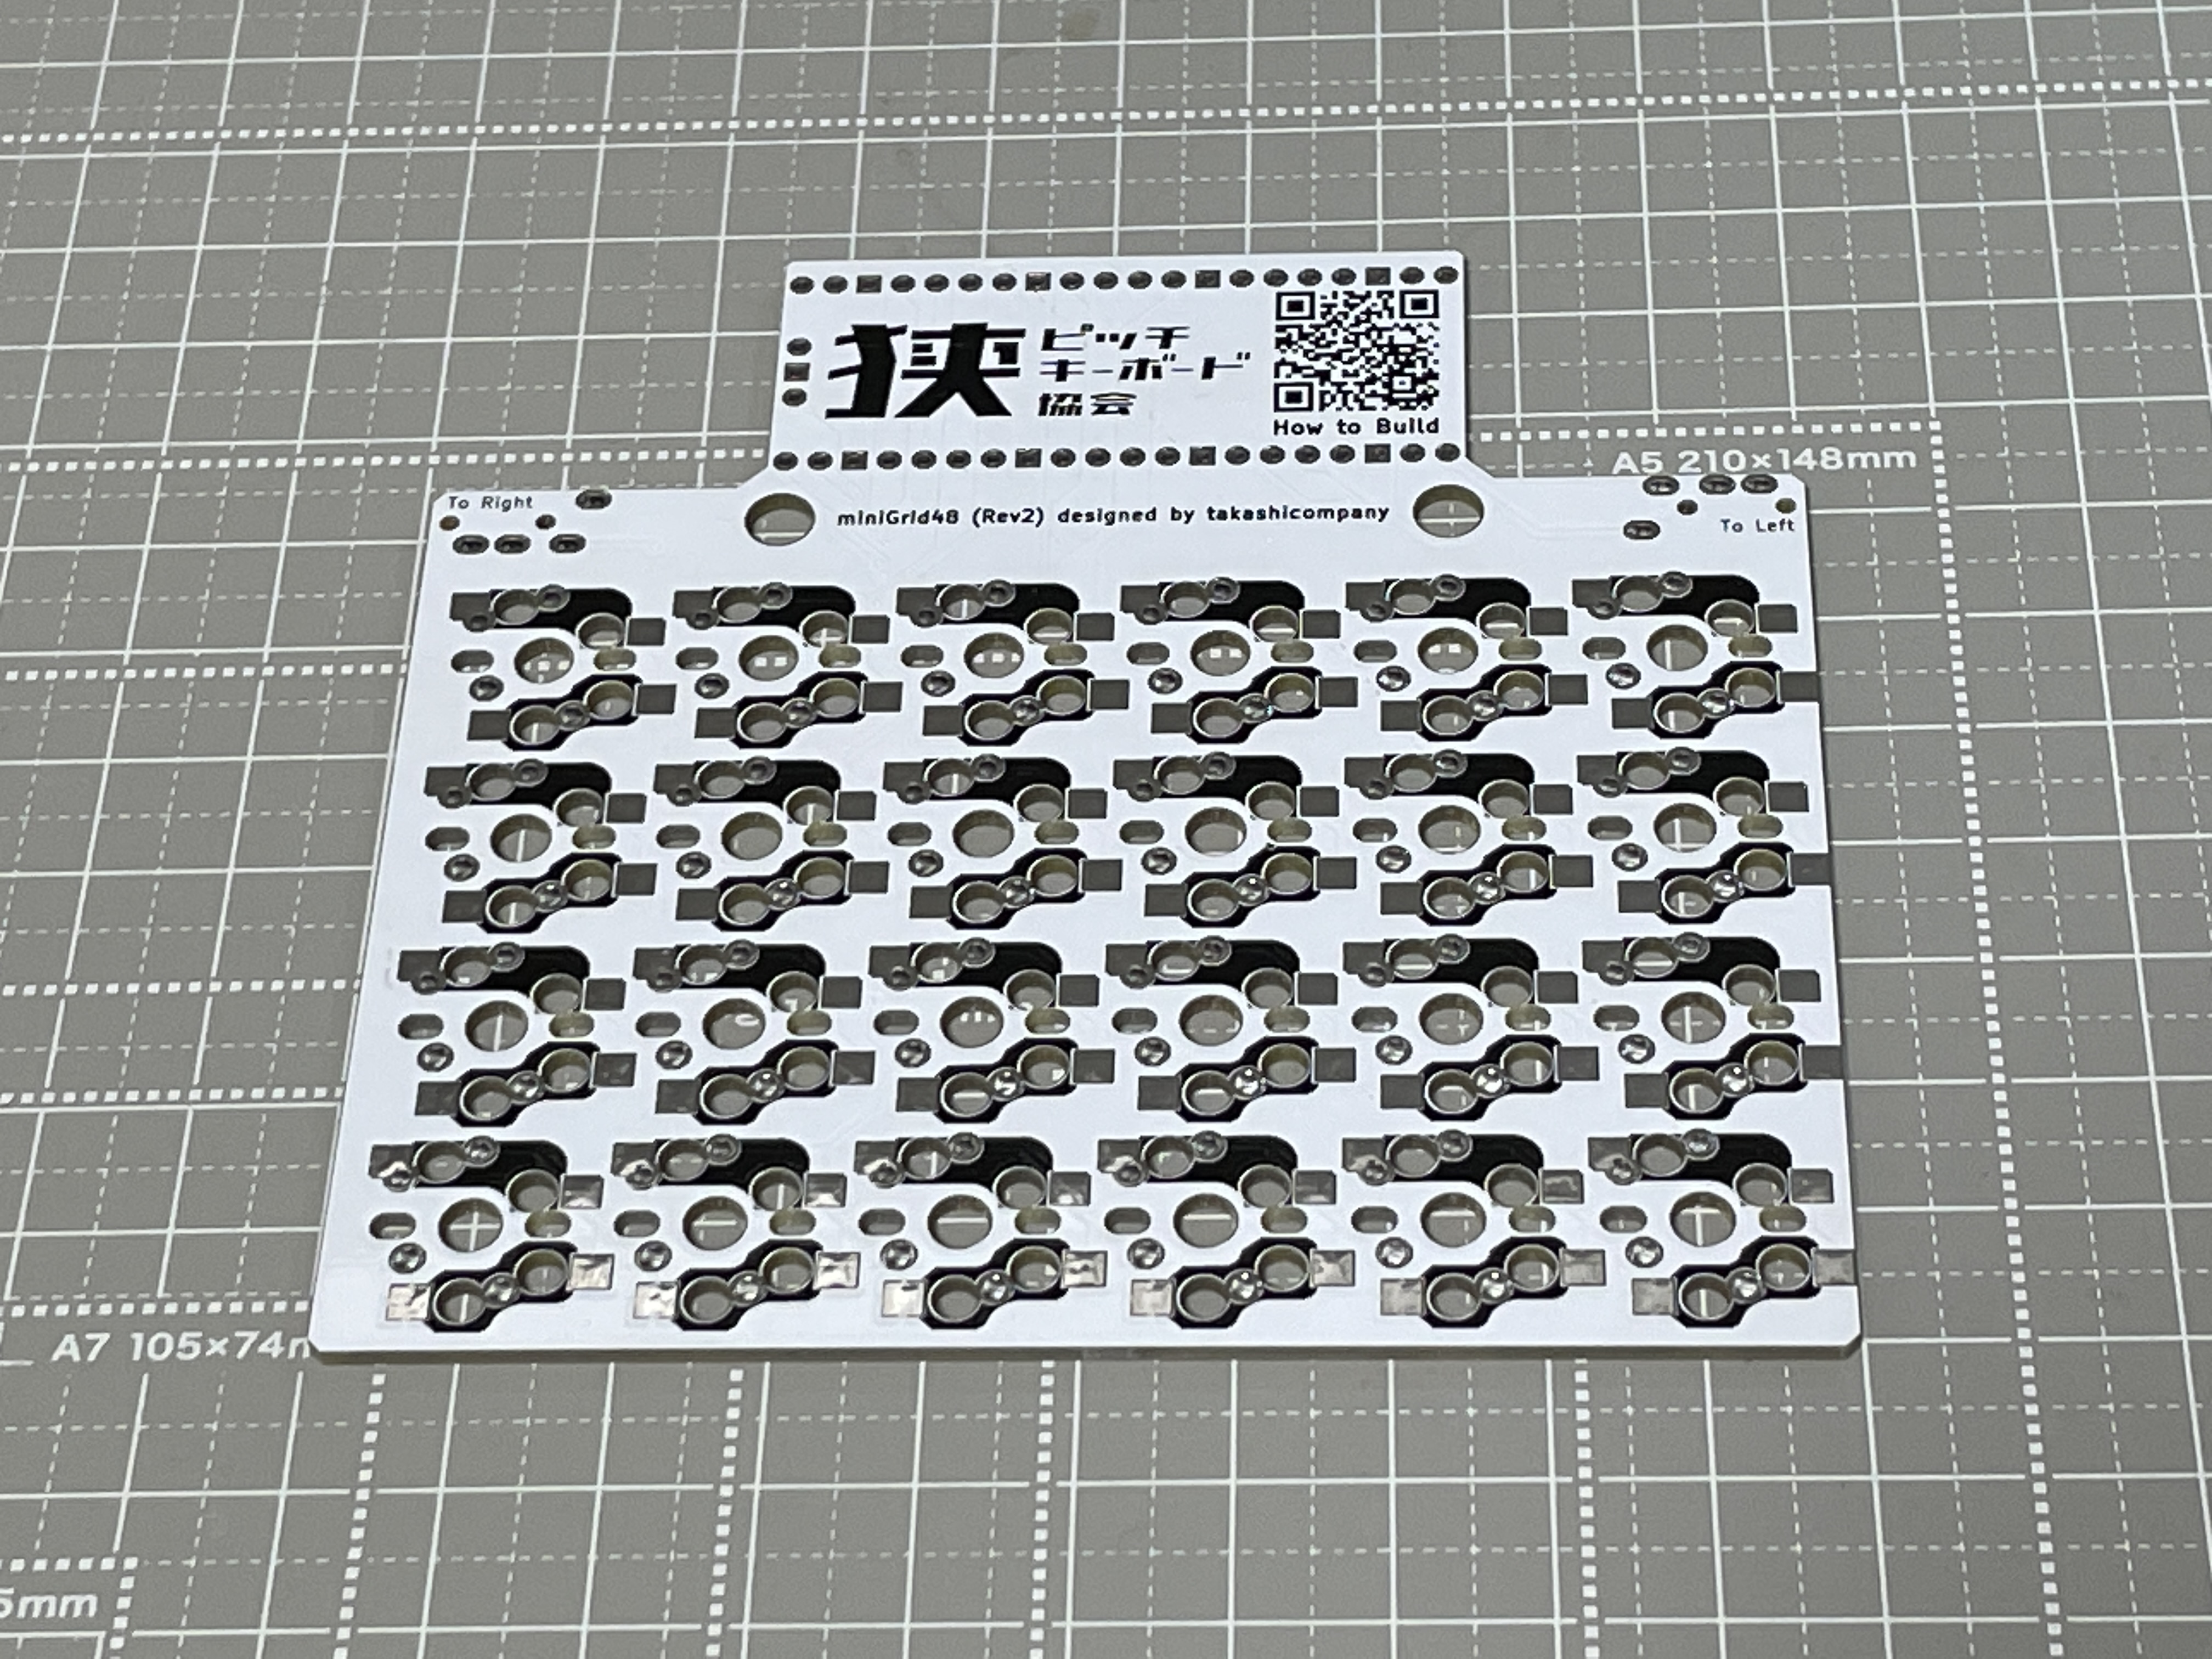 狭
ピッチ
キーボード
協会
How to Build
A5 210×148mm
To Right
miniGrid48 (Rev2) designed by takashicompany
To Left
A7 105×74m
5mm